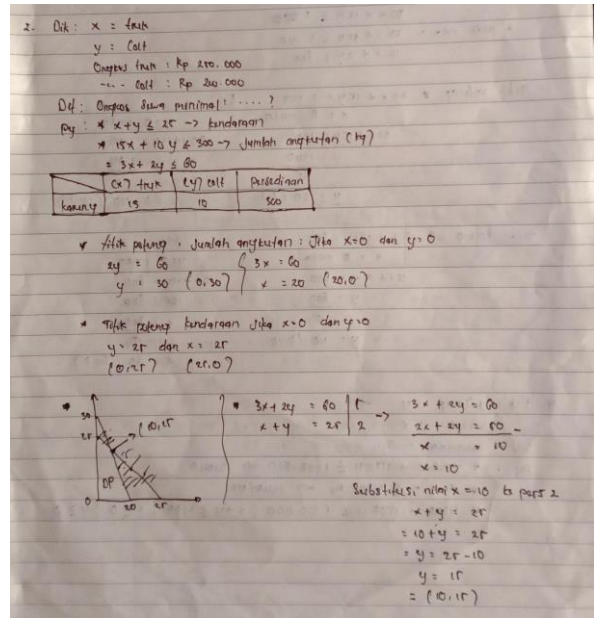 2. Dik : x = truk
y : Colt
Ongkos truk : Rp 250.000
-"- Colt : Rp 200.000
Dit : Ongkos Sewa minimal : ..... ?
Py : * x + y ≤ 25 -> kendaraan
* 15x + 10y ≤ 300 -> Jumlah angkutan (kg)
= 3x + 2y ≤ 60
(x) truk (y) colt Persediaan
karung 15 10 300
* titik potong . Jumlah angkutan : Jika x=0 dan y=0
2y = 60 3x = 60
y = 30 (0,30) x = 20 (20,0)
* Titik potong kendaraan Jika x=0 dan y=0
y = 25 dan x = 25
(0,25) (25,0)
30
25
(10,15
DP
0 20 25
* 3x + 2y = 60 | 1
x + y = 25 | 2
->
3x + 2y = 60
2x + 2y = 50 -
x = 10
x = 10
Substitusi nilai x = 10 ke pers 2
x + y = 25
= 10 + y = 25
= y = 25 - 10
y = 15
= (10,15)